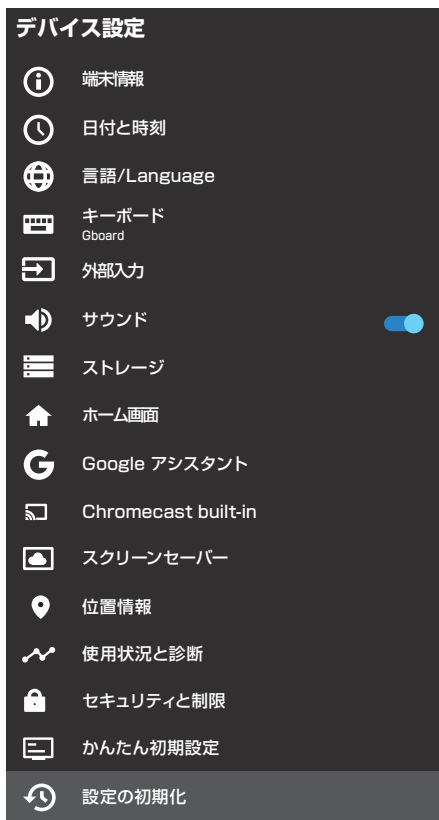 デバイス設定
端末情報
日付と時刻
言語/Language
キーボード
Gboard
外部入力
サウンド
ストレージ
ホーム画面
Google アシスタント
Chromecast built-in
スクリーンセーバー
位置情報
使用状況と診断
セキュリティと制限
かんたん初期設定
設定の初期化